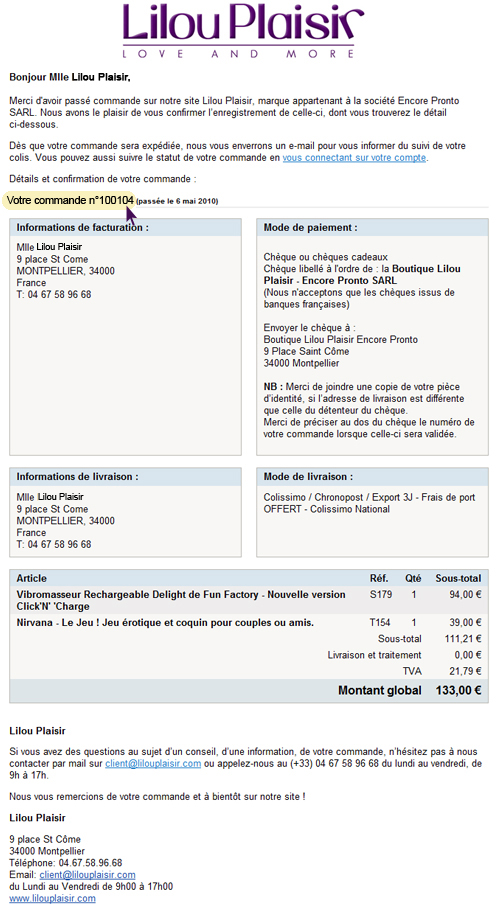 Lilou Plaisir
LOVE AND MORE
Bonjour Mlle Lilou Plaisir,
Merci d'avoir passé commande sur notre site Lilou Plaisir, marque appartenant à la société Encore Pronto
SARL. Nous avons le plaisir de vous confirmer l'enregistrement de celle-ci, dont vous trouverez le détail
ci-dessous.
Dès que votre commande sera expédiée, nous vous enverrons un e-mail pour vous informer du suivi de votre
colis. Vous pouvez aussi suivre le statut de votre commande en vous connectant sur votre compte.
Détails et confirmation de votre commande :
Votre commande n°100104 (passée le 6 mai 2010)
Informations de facturation :
Mlle Lilou Plaisir
9 place St Come
MONTPELLIER, 34000
France
T: 04 67 58 96 68
Mode de paiement :
Chèque ou chèques cadeaux
Chèque libellé à l'ordre de : la Boutique Lilou
Plaisir - Encore Pronto SARL
(Nous n'acceptons que les chèques issus de
banques françaises)
Envoyer le chèque à :
Boutique Lilou Plaisir Encore Pronto
9 Place Saint Côme
34000 Montpellier
NB : Merci de joindre une copie de votre pièce
d'identité, si l'adresse de livraison est différente
que celle du détenteur du chèque.
Merci de préciser au dos du chèque le numéro de
votre commande lorsque celle-ci sera validée.
Informations de livraison :
Mlle Lilou Plaisir
9 place St Come
MONTPELLIER, 34000
France
T: 04 67 58 96 68
Mode de livraison :
Colissimo / Chronopost / Export 3J - Frais de port
OFFERT - Colissimo National
Article Réf. Qté Sous-total
Vibromasseur Rechargeable Delight de Fun Factory - Nouvelle version S179 1 94,00 €
Click'N' 'Charge
Nirvana - Le Jeu ! Jeu érotique et coquin pour couples ou amis. T154 1 39,00 €
Sous-total 111,21 €
Livraison et traitement 0,00 €
TVA 21,79 €
Montant global 133,00 €
Lilou Plaisir
Si vous avez des questions au sujet d'un conseil, d'une information, de votre commande, n'hésitez pas à nous
contacter par mail sur client@lilouplaisir.com ou appelez-nous au (+33) 04 67 58 96 68 du lundi au vendredi, de
9h à 17h.
Nous vous remercions de votre commande et à bientôt sur notre site !
Lilou Plaisir
9 place St Côme
34000 Montpellier
Téléphone: 04.67.58.96.68
Email: client@lilouplaisir.com
du Lundi au Vendredi de 9h00 à 17h00
www.lilouplaisir.com